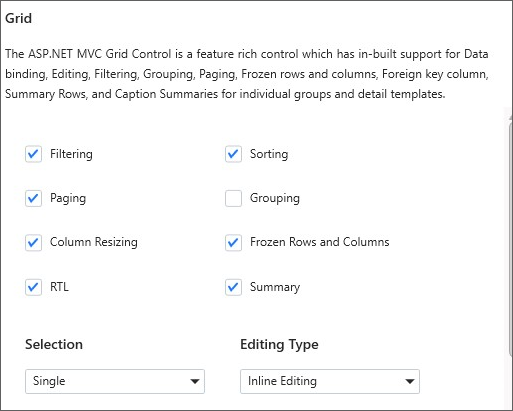 Grid
The ASP.NET MVC Grid Control is a feature rich control which has in-built support for Data
binding, Editing, Filtering, Grouping, Paging, Frozen rows and columns, Foreign key column,
Summary Rows, and Caption Summaries for individual groups and detail templates.
Filtering Sorting
Paging Grouping
Column Resizing Frozen Rows and Columns
RTL Summary
Selection Editing Type
Single Inline Editing